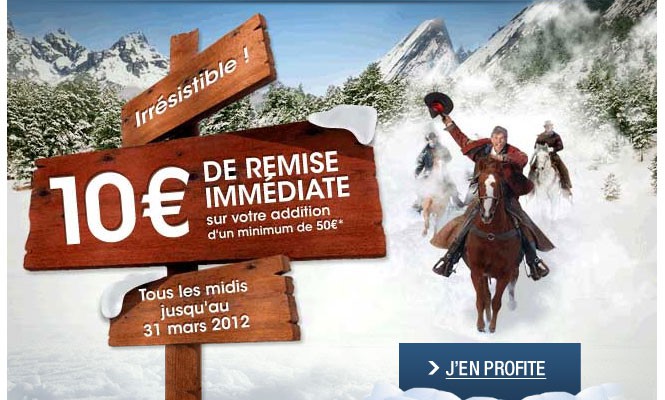 Irrésistible !
10€
DE REMISE
IMMÉDIATE
sur votre addition
d'un minimum de 50€*
Tous les midis
jusqu'au
31 mars 2012
> J'EN PROFITE